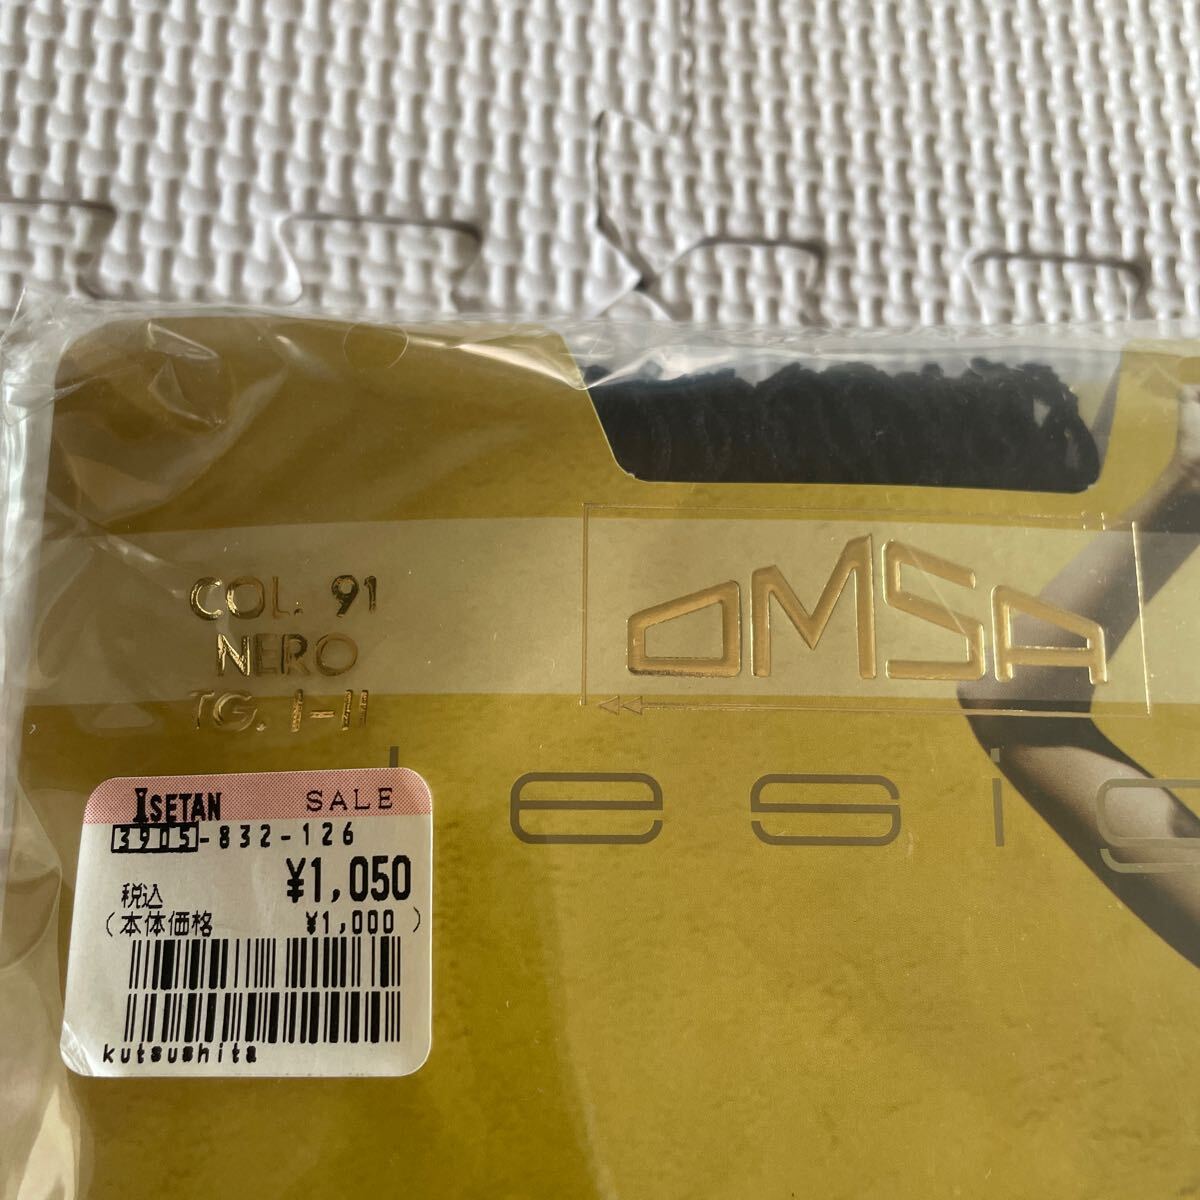 COL. 91
NERO
TG. I-II
OMSA
desig
ISETAN SALE
3905-832-126
¥1,050
税込
(本体価格 ¥1,000)
kutsushita